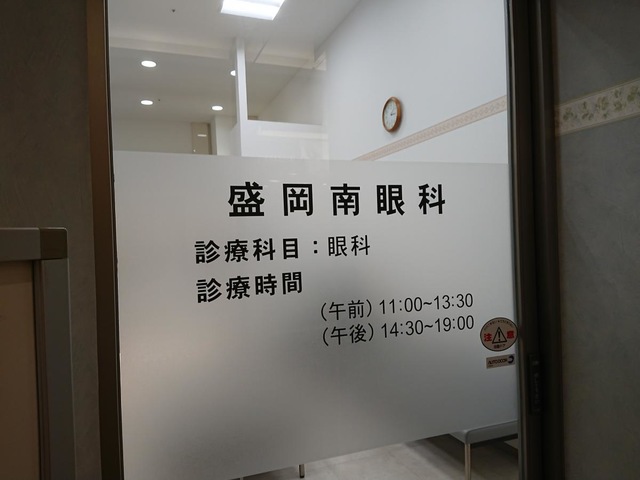 盛岡南眼科
診療科目：眼科
診療時間
(午前) 11:00~13:30
(午後) 14:30~19:00
注意